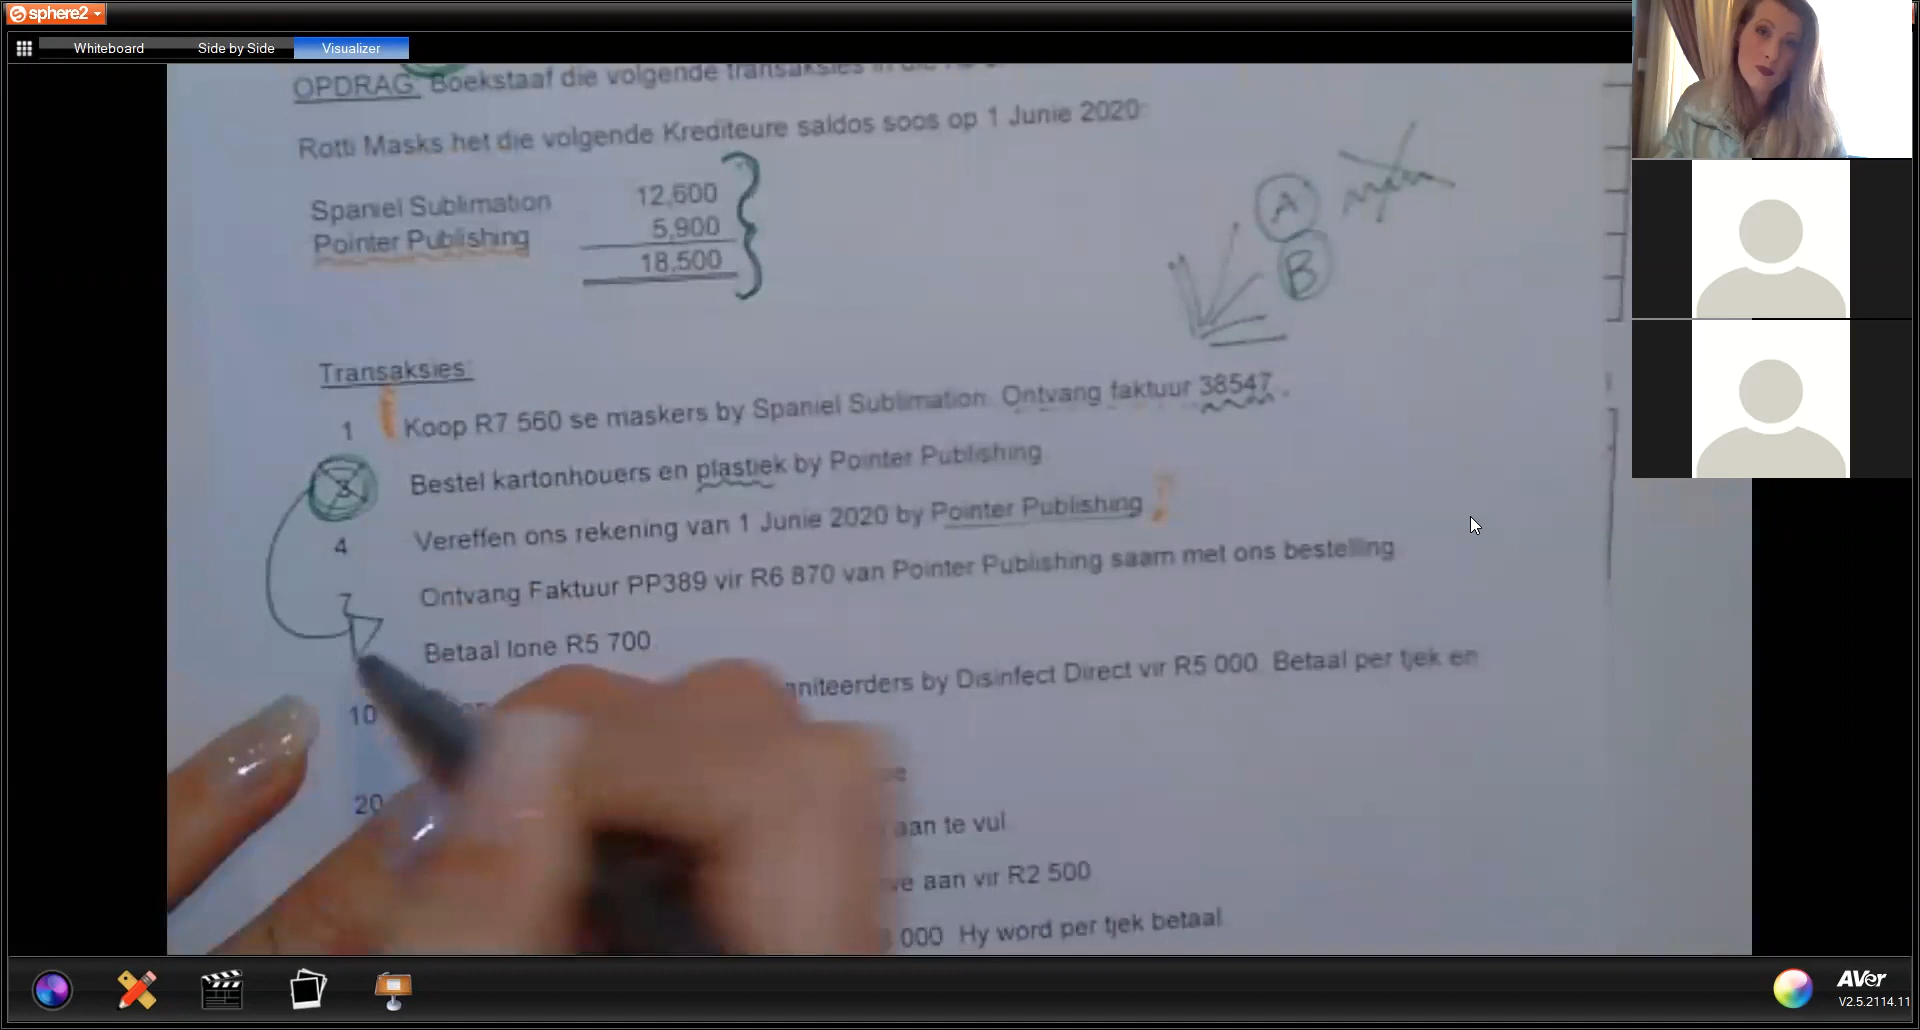 sphere2
Whiteboard Side by Side Visualizer
OPDRAG: Boekstaaf die volgende transaksies in die
Rotti Masks het die volgende Krediteure saldos soos op 1 Junie 2020:
Spaniel Sublimation 12,600
Pointer Publishing 5,900
18,500
A
B
Transaksies:
1 Koop R7 560 se maskers by Spaniel Sublimation. Ontvang faktuur 38547.
3 Bestel kartonhouers en plastiek by Pointer Publishing
4 Vereffen ons rekening van 1 Junie 2020 by Pointer Publishing
7 Ontvang Faktuur PP389 vir R6 870 van Pointer Publishing saam met ons bestelling
Betaal lone R5 700
10 niteerders by Disinfect Direct vir R5 000. Betaal per tjek en
20
aan te vul
we aan vir R2 500
000 Hy word per tjek betaal
AVer
V2.5.2114.11